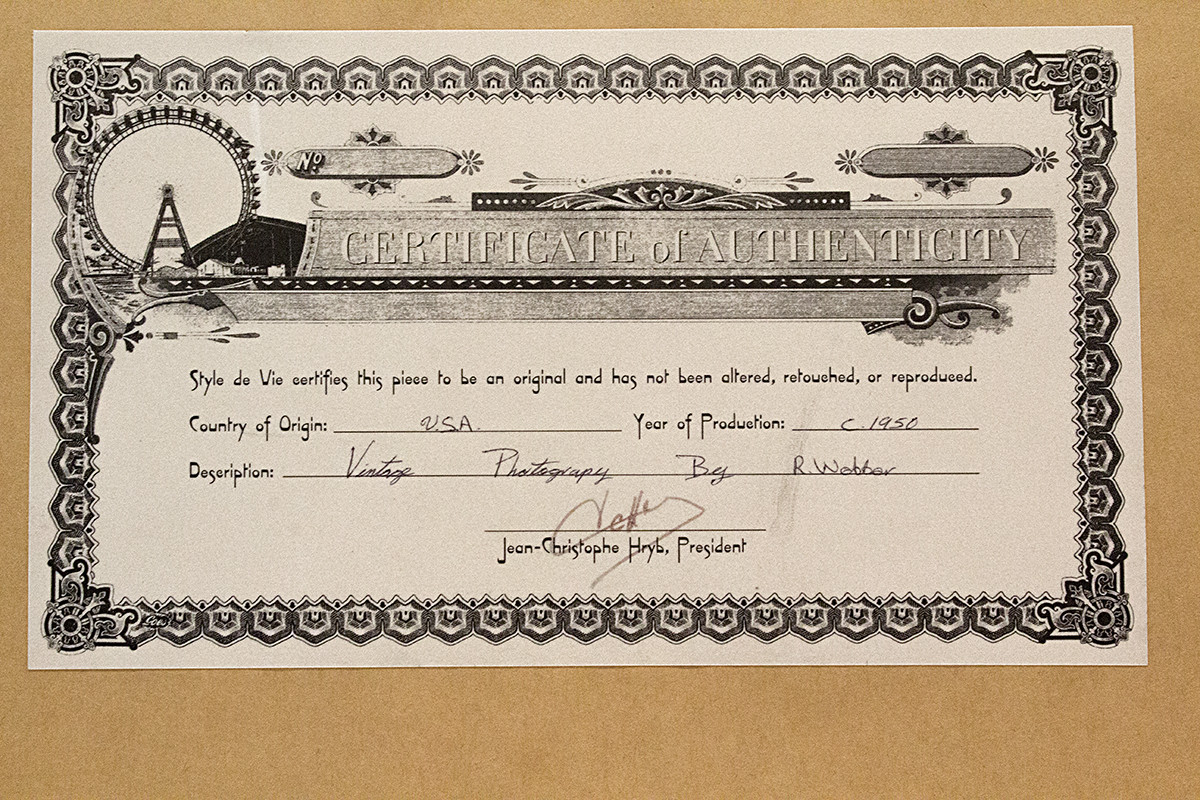 Nº
CERTIFICATE of AUTHENTICITY
Style de Vie certifies this piece to be an original and has not been altered, retouched, or reproduced.
Country of Origin: U.S.A. Year of Production: c. 1950
Description: Vintage Photograpy By R. Webber
Jean-Christophe Hryb, President